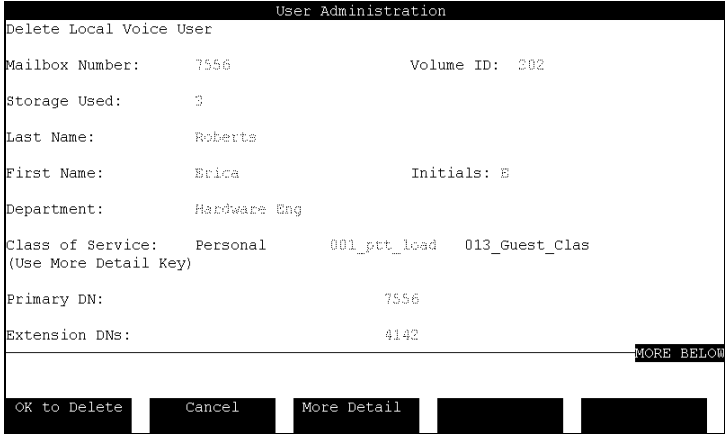 User Administration
Delete Local Voice User
Mailbox Number: 7556 Volume ID: 202
Storage Used: 3
Last Name: Roberts
First Name: Erica Initials: E
Department: Hardware Eng
Class of Service: Personal 001_ptt_load 013_Guest_Clas
(Use More Detail Key)
Primary DN: 7556
Extension DNs: 4142
MORE BELOW
OK to Delete Cancel More Detail